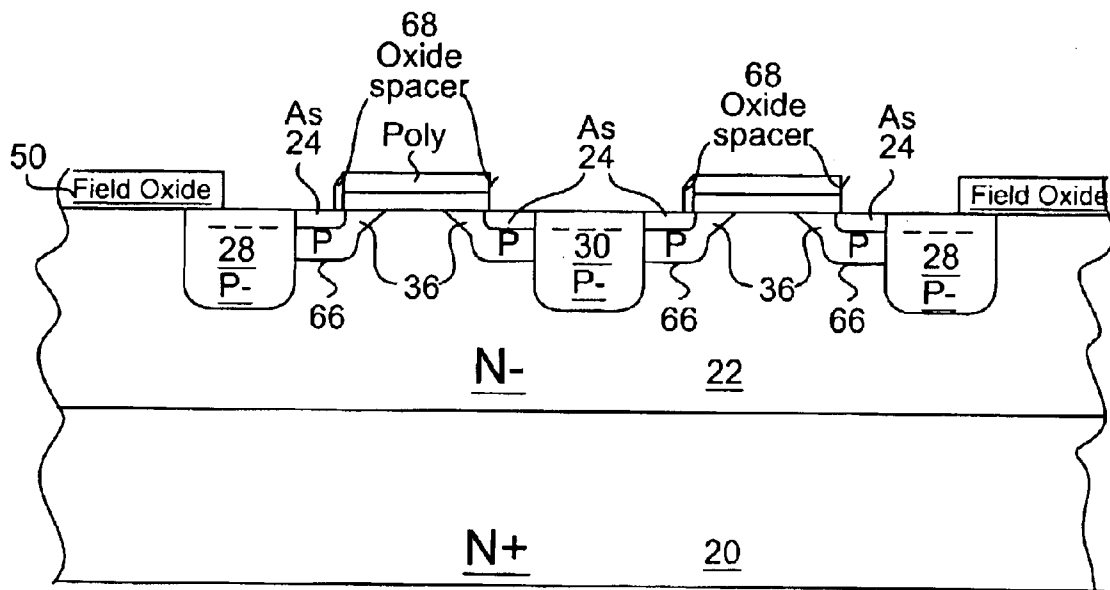 68
Oxide
spacer
68
Oxide
spacer
As
24
Poly
As
24
As
24
50
Field Oxide
Field Oxide
28
P-
P
36
P
30
P-
P
36
P
28
P-
66
66
66
N-
22
N+
20